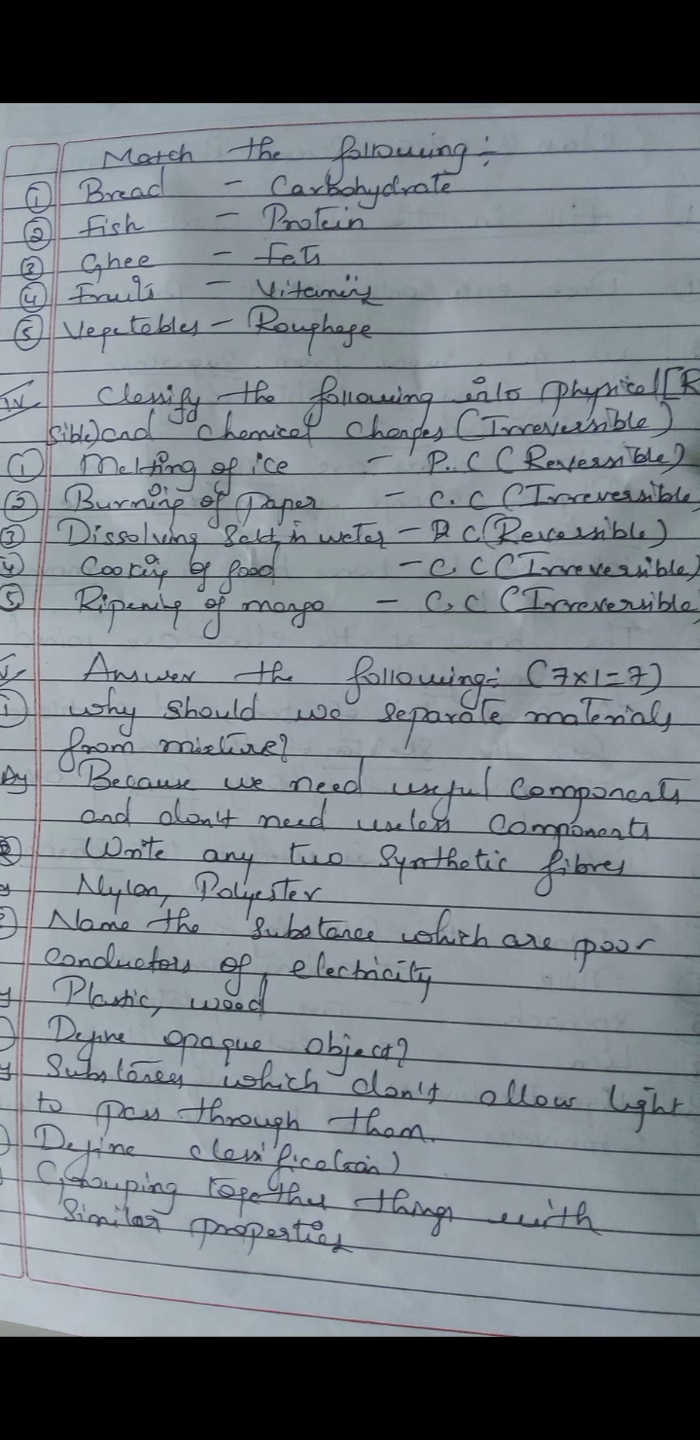 Match the following :-
① Bread - Carbohydrate
② Fish - Protein
③ Ghee - Fats
④ Fruits - Vitamins
⑤ Vegetables - Roughage
IV Classify the following into physical [R
sible) and chemical changes (Irreversible)
① Melting of ice - P.C (Reversible)
② Burning of Paper - C.C (Irreversible
③ Dissolving salt in water - P.C (Reversible)
④ Cooking of food - C.C (Irreversible)
⑤ Ripening of mango - C.C (Irreversible)
V Answer the following:- (7x1=7)
① why should we separate materials
from mixture?
A) Because we need useful components
and don't need useless components
② Write any two synthetic fibres
Nylon, Polyester
Name the substance which are poor
conductors of electricity
Plastic, wood
Define opaque object?
Substances which don't allow light
to pass through them.
Define classification)
Grouping together things with
similar properties